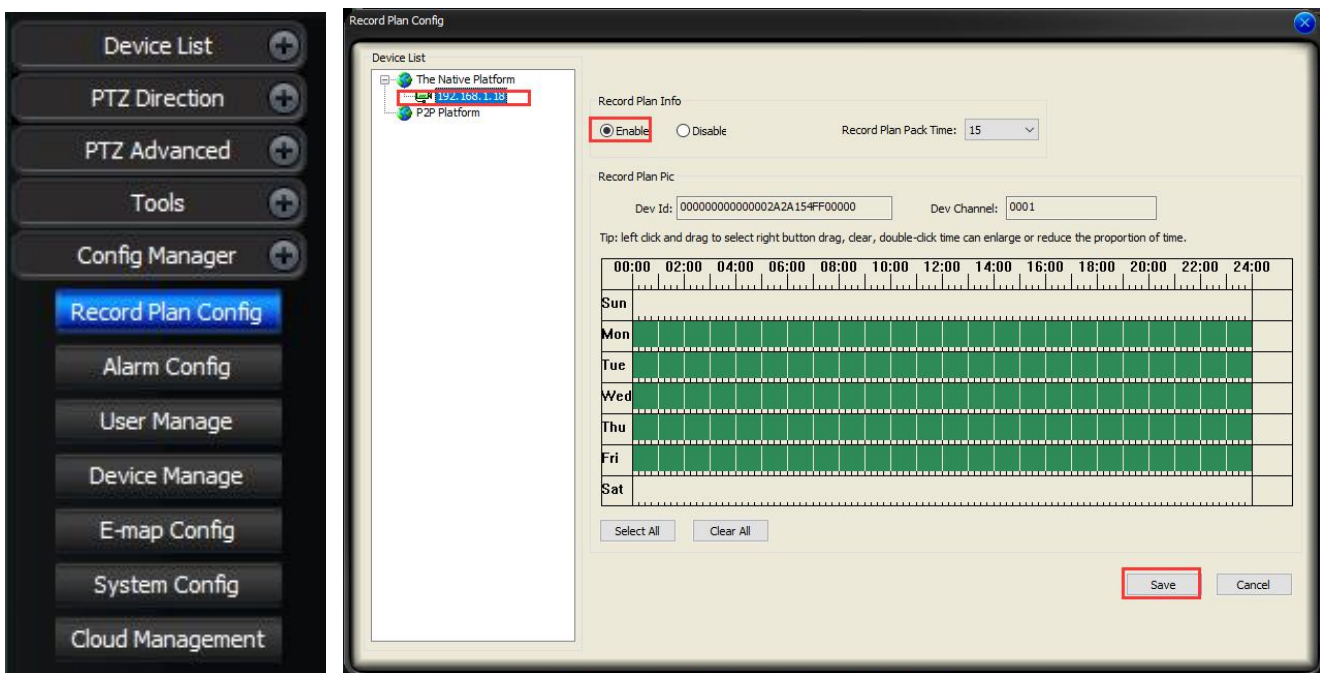 Device List
PTZ Direction
PTZ Advanced
Tools
Config Manager
Record Plan Config
Alarm Config
User Manage
Device Manage
E-map Config
System Config
Cloud Management
Record Plan Config
Device List
The Native Platform
192.168.1.18
P2P Platform
Record Plan Info
Enable Disable Record Plan Pack Time: 15
Record Plan Pic
Dev Id: 000000000000002A2A154FF00000 Dev Channel: 0001
Tip: left click and drag to select right button drag, clear, double-click time can enlarge or reduce the proportion of time.
00:00 02:00 04:00 06:00 08:00 10:00 12:00 14:00 16:00 18:00 20:00 22:00 24:00
Sun
Mon
Tue
Wed
Thu
Fri
Sat
Select All Clear All
Save Cancel